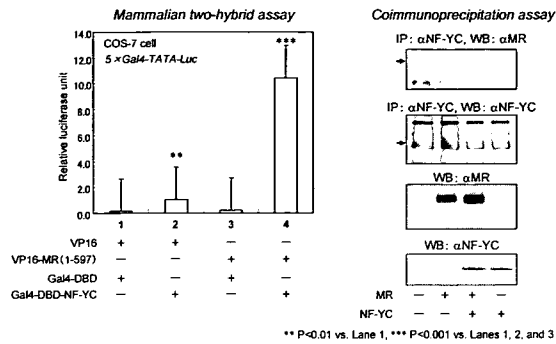 Mammalian two-hybrid assay
COS-7 cell
5 ×Gal4-TATA-Luc
***
**
Relative luciferase unit
14.0
12.0
10.0
8.0
6.0
4.0
2.0
0.0
1 2 3 4
VP16 + + — —
VP16-MR(1-597) — — + +
Gal4-DBD + — + —
Gal4-DBD-NF-YC — + — +
Coimmunoprecipitation assay
IP: αNF-YC, WB: αMR
IP: αNF-YC, WB: αNF-YC
WB: αMR
WB: αNF-YC
MR — + + —
NF-YC — — + +
** P<0.01 vs. Lane 1, *** P<0.001 vs. Lanes 1, 2, and 3